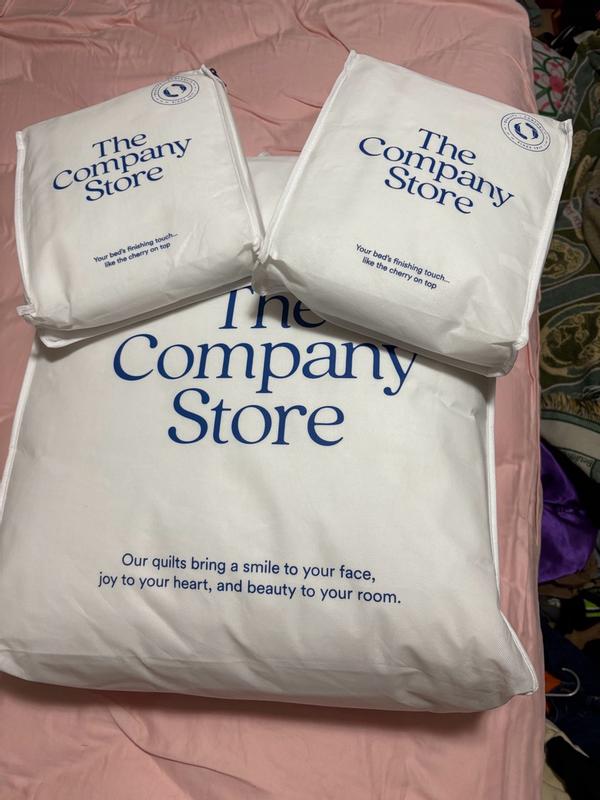 The
Company
Store
Your bed's finishing touch...
like the cherry on top
The
Company
Store
Your bed's finishing touch...
like the cherry on top
The
Company
Store
Our quilts bring a smile to your face,
joy to your heart, and beauty to your room.